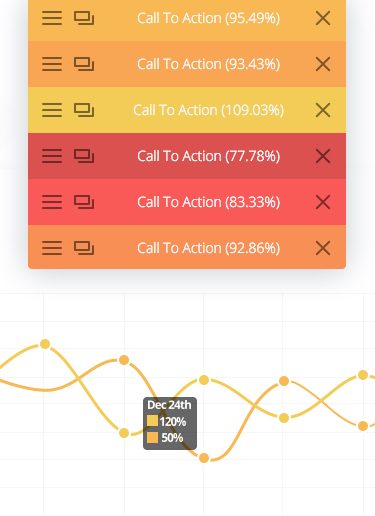 Call To Action (95.49%)
Call To Action (93.43%)
Call To Action (109.03%)
Call To Action (77.78%)
Call To Action (83.33%)
Call To Action (92.86%)
Dec 24th
120%
50%